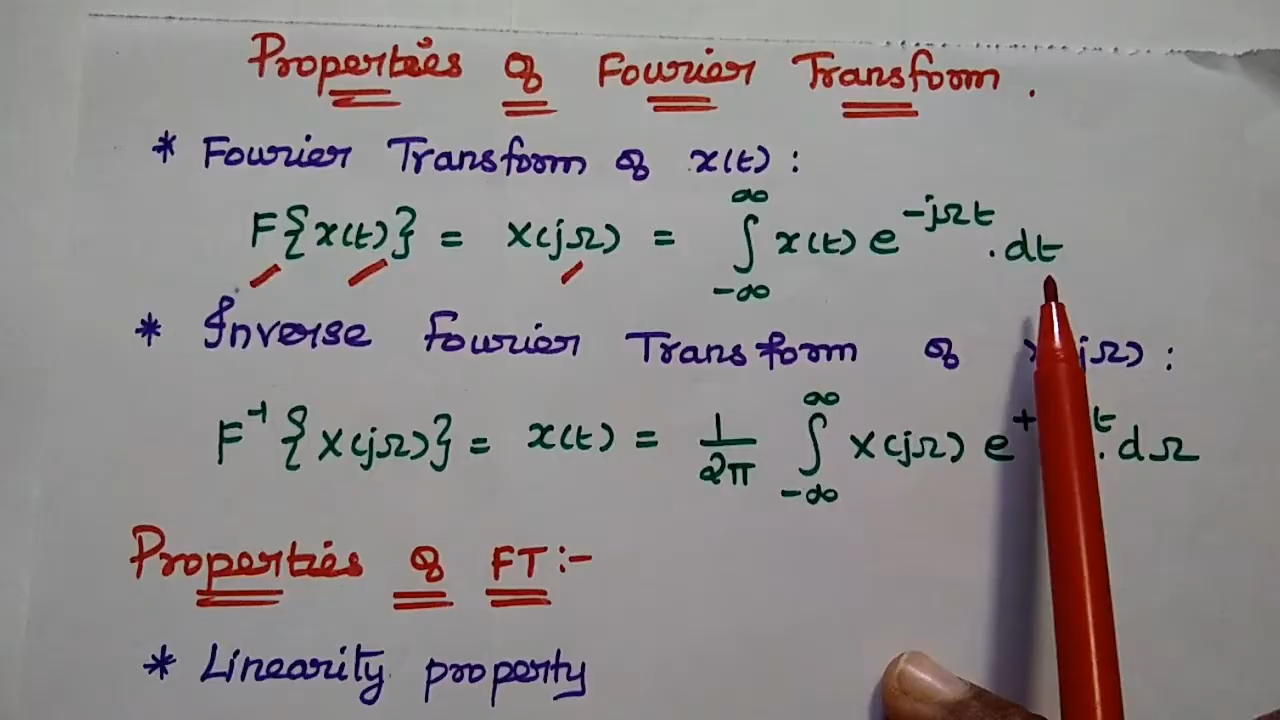 Properties of Fourier Transform.
* Fourier Transform of x(t) :
F{x(t)} = X(jΩ) = ∫_{-∞}^{∞} x(t) e^{-jΩt} . dt
* Inverse Fourier Transform of jΩ) :
F^{-1} {X(jΩ)} = x(t) = 1/2π ∫_{-∞}^{∞} X(jΩ) e^{+ t} . dΩ
Properties of FT :-
* Linearity property